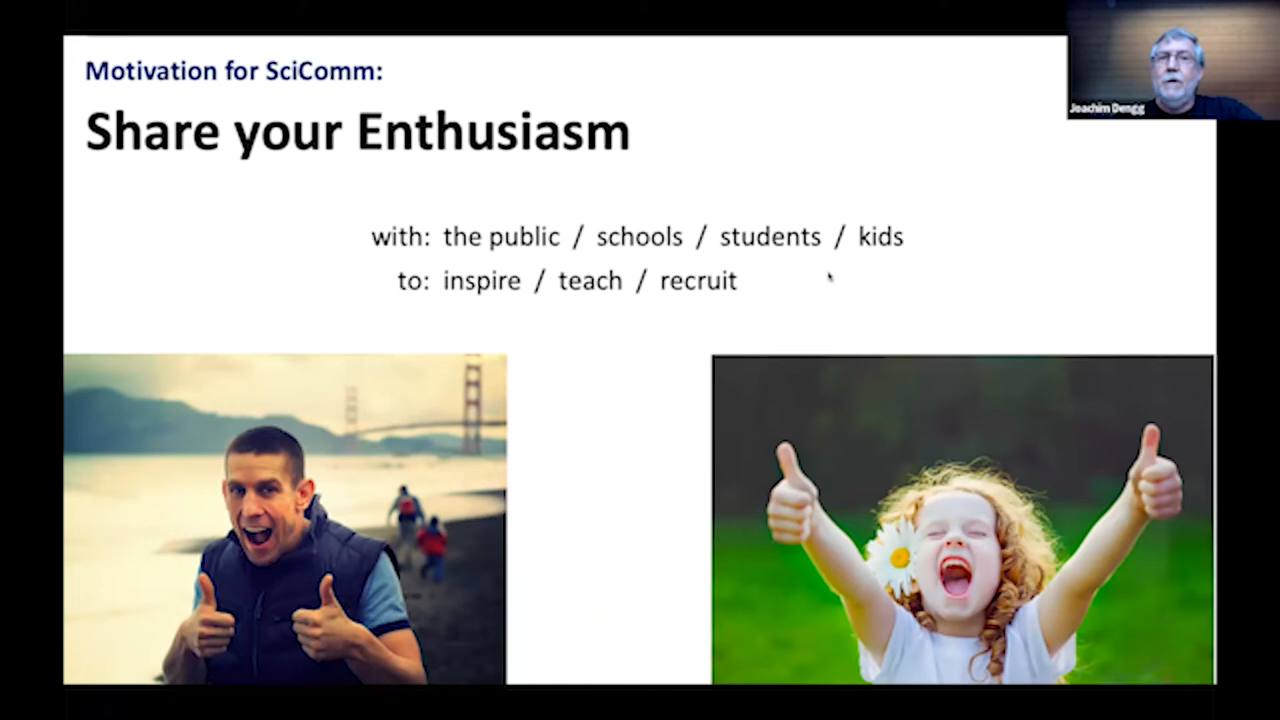 Motivation for SciComm:
Share your Enthusiasm
Joachim Dengg
with: the public / schools / students / kids
to: inspire / teach / recruit